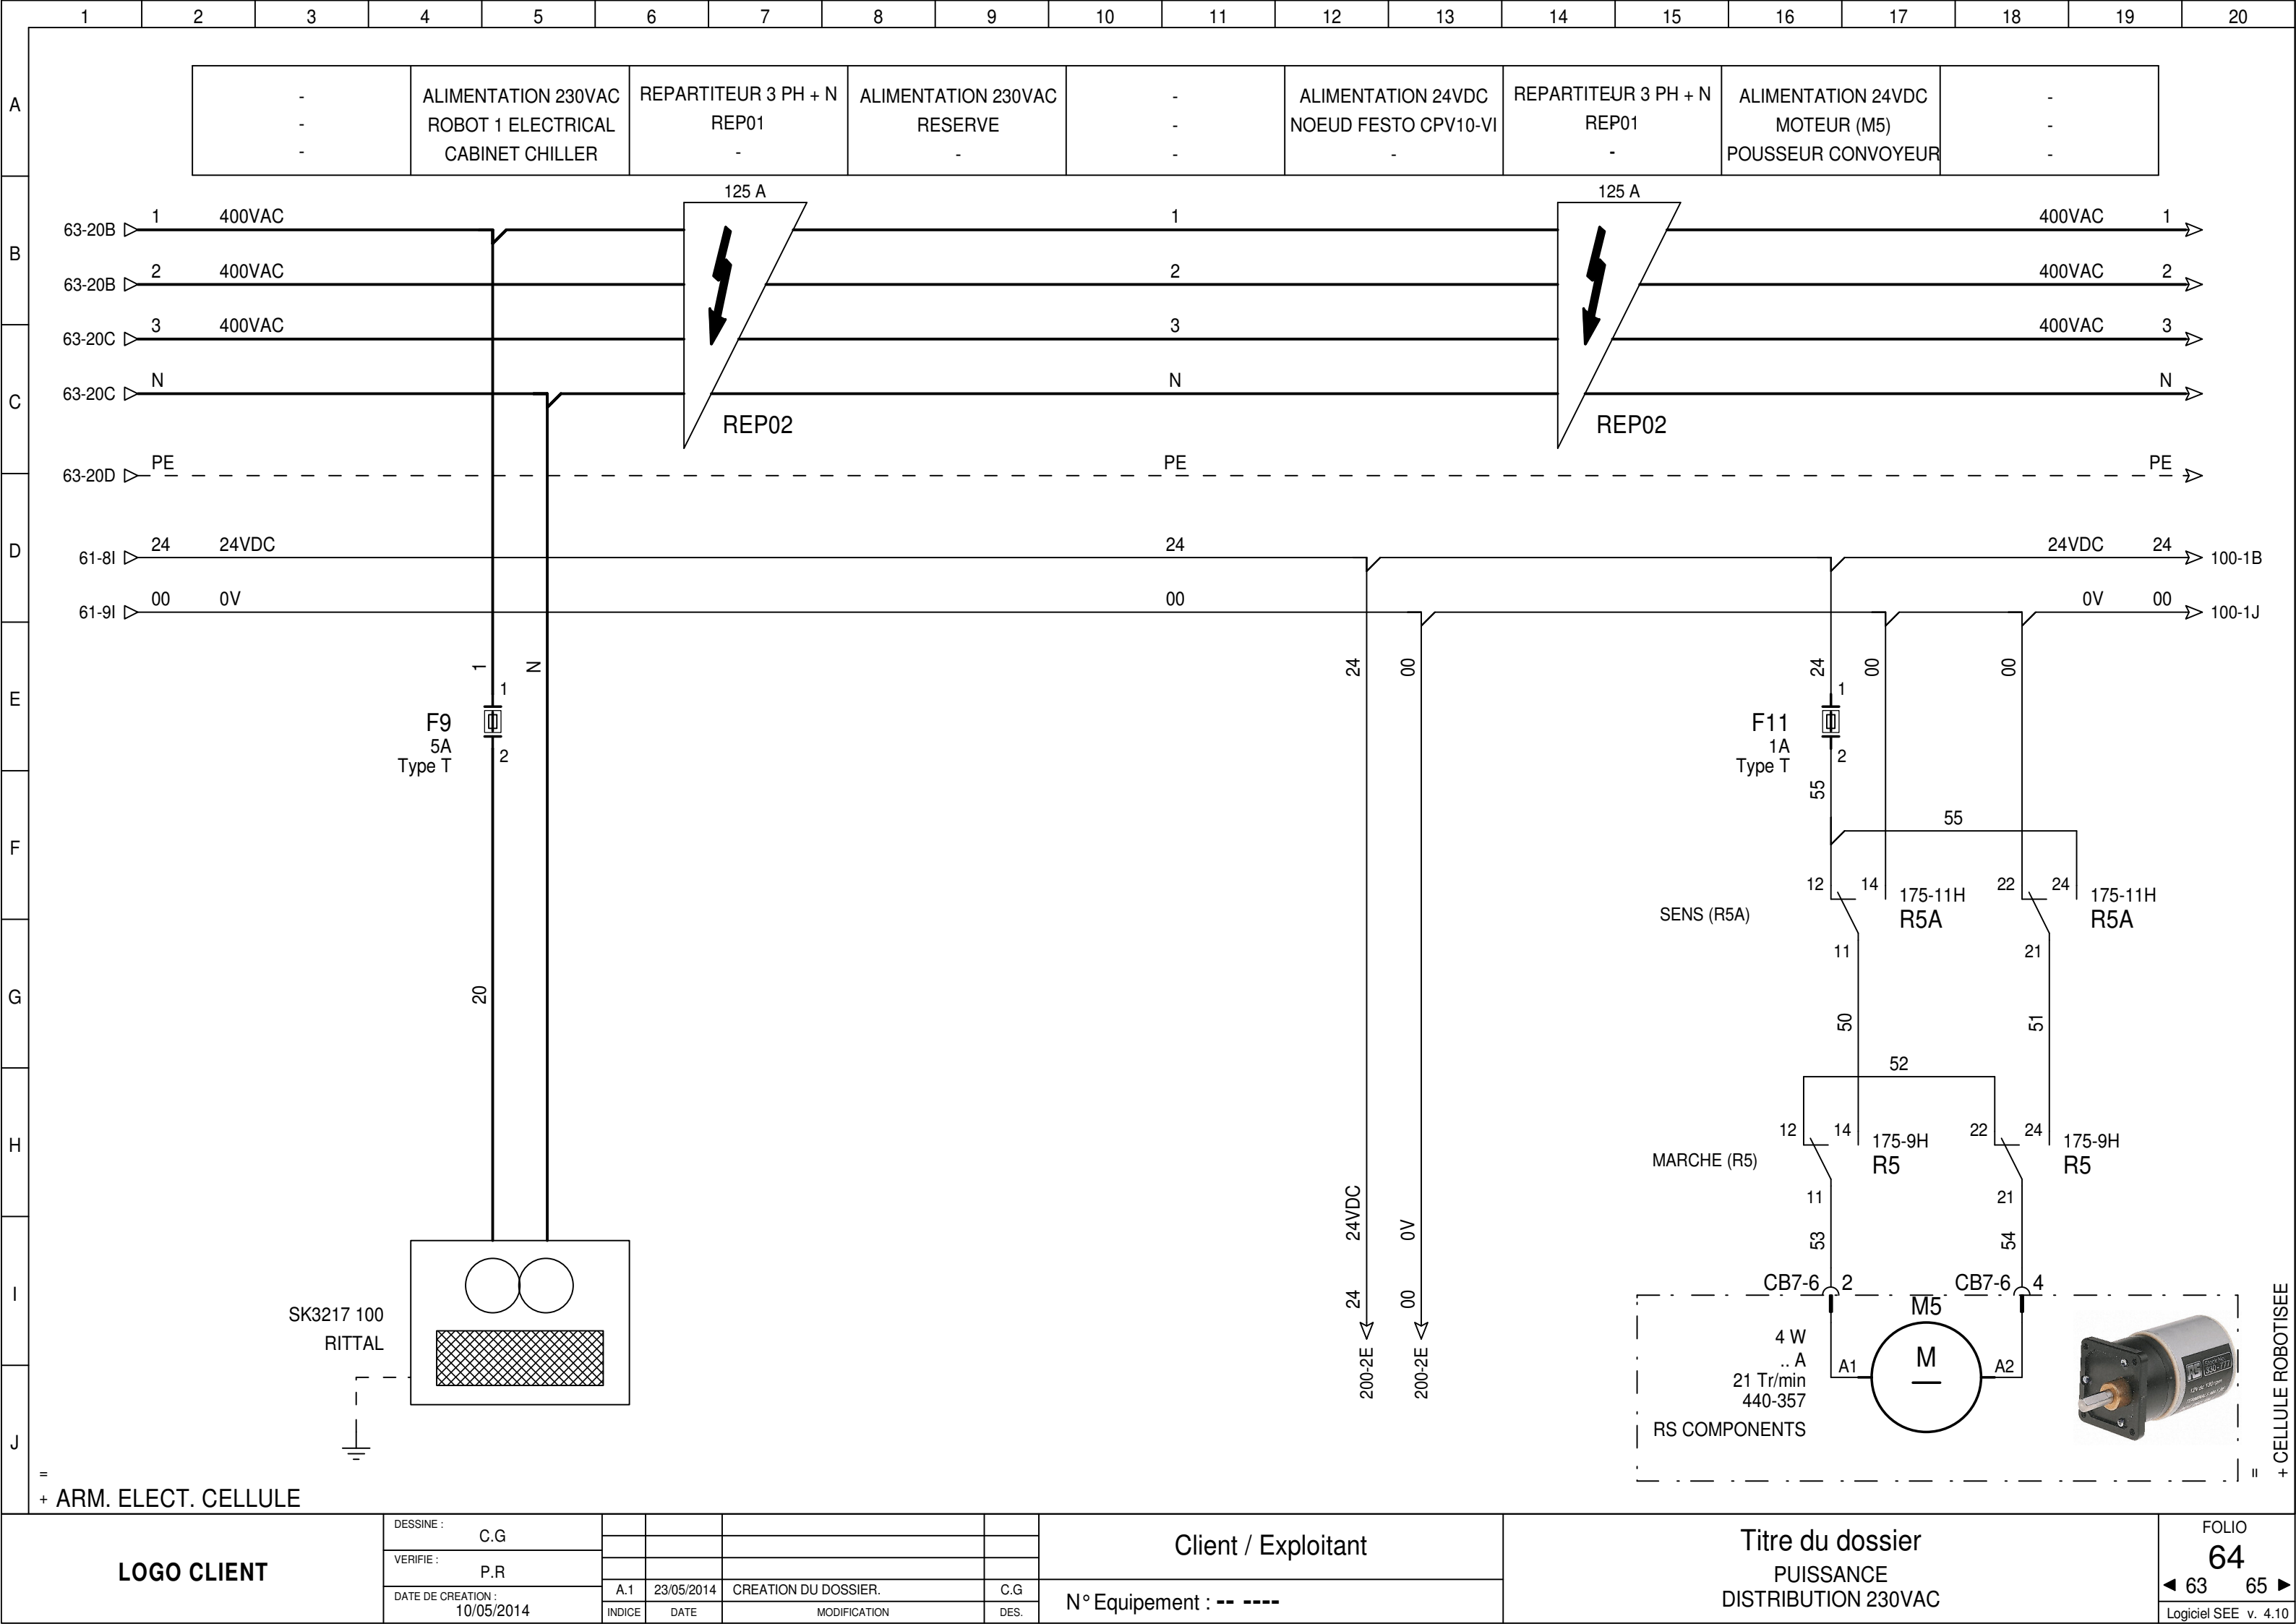 1 2 3 4 5 6 7 8 9 10 11 12 13 14 15 16 17 18 19 20
A
B
C
D
E
F
G
H
I
J
-
-
-
ALIMENTATION 230VAC
ROBOT 1 ELECTRICAL
CABINET CHILLER
REPARTITEUR 3 PH + N
REP01
-
ALIMENTATION 230VAC
RESERVE
-
-
-
-
ALIMENTATION 24VDC
NOEUD FESTO CPV10-VI
-
REPARTITEUR 3 PH + N
REP01
-
ALIMENTATION 24VDC
MOTEUR (M5)
POUSSEUR CONVOYEUR
-
-
-
125 A
125 A
63-20B 1 400VAC 1 400VAC 1
63-20B 2 400VAC 2 400VAC 2
63-20C 3 400VAC 3 400VAC 3
63-20C N N N
REP02
REP02
63-20D PE PE PE
61-8I 24 24VDC 24 24VDC 24 100-1B
61-9I 00 0V 00 0V 00 100-1J
1
N
24
00
24
00
00
1
F9
5A
Type T
2
1
F11
1A
Type T
2
55
55
12 14 175-11H
R5A
22 24 175-11H
R5A
SENS (R5A)
11
21
20
50
51
52
12 14 175-9H
R5
22 24 175-9H
R5
MARCHE (R5)
11
21
24VDC
0V
53
54
24
00
200-2E
200-2E
CB7-6 2
CB7-6 4
SK3217 100
RITTAL
M5
4 W
.. A
21 Tr/min
440-357
RS COMPONENTS
A1
M
A2
RS
330-777
=
+ CELLULE ROBOTISEE
=
+ ARM. ELECT. CELLULE
LOGO CLIENT
DESSINE :
C.G
VERIFIE :
P.R
DATE DE CREATION :
10/05/2014
A.1 23/05/2014 CREATION DU DOSSIER. C.G
INDICE DATE MODIFICATION DES.
Client / Exploitant
N° Equipement : -- ----
Titre du dossier
PUISSANCE
DISTRIBUTION 230VAC
FOLIO
64
63 65
Logiciel SEE v. 4.10